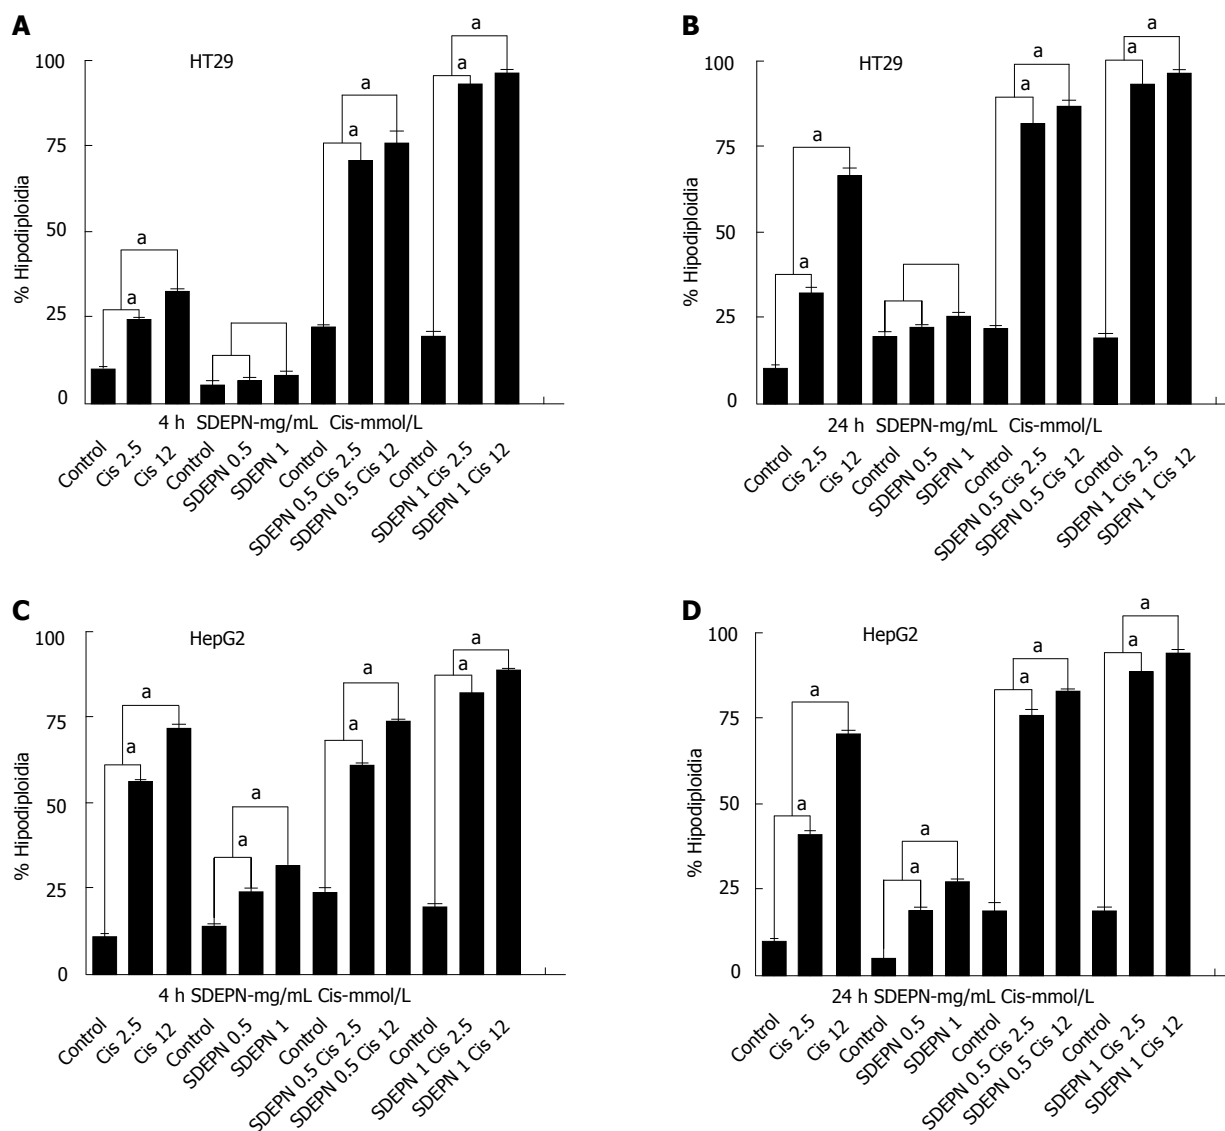 A
HT29
a
a
a
a
a
a
100
75
50
25
0
% Hipodiploidia
4 h SDEPN-mg/mL Cis-mmol/L
Control
Cis 2.5
Cis 12
Control
SDEPN 0.5
SDEPN 1
Control
SDEPN 0.5 Cis 2.5
SDEPN 0.5 Cis 12
Control
SDEPN 1 Cis 2.5
SDEPN 1 Cis 12
B
HT29
a
a
a
a
a
a
100
75
50
25
0
% Hipodiploidia
24 h SDEPN-mg/mL Cis-mmol/L
Control
Cis 2.5
Cis 12
Control
SDEPN 0.5
SDEPN 1
Control
SDEPN 0.5 Cis 2.5
SDEPN 0.5 Cis 12
Control
SDEPN 1 Cis 2.5
SDEPN 1 Cis 12
C
HepG2
a
a
a
a
a
a
a
a
100
75
50
25
0
% Hipodiploidia
4 h SDEPN-mg/mL Cis-mmol/L
Control
Cis 2.5
Cis 12
Control
SDEPN 0.5
SDEPN 1
Control
SDEPN 0.5 Cis 2.5
SDEPN 0.5 Cis 12
Control
SDEPN 1 Cis 2.5
SDEPN 1 Cis 12
D
HepG2
a
a
a
a
a
a
a
a
100
75
50
25
0
% Hipodiploidia
24 h SDEPN-mg/mL Cis-mmol/L
Control
Cis 2.5
Cis 12
Control
SDEPN 0.5
SDEPN 1
Control
SDEPN 0.5 Cis 2.5
SDEPN 0.5 Cis 12
Control
SDEPN 1 Cis 2.5
SDEPN 1 Cis 12